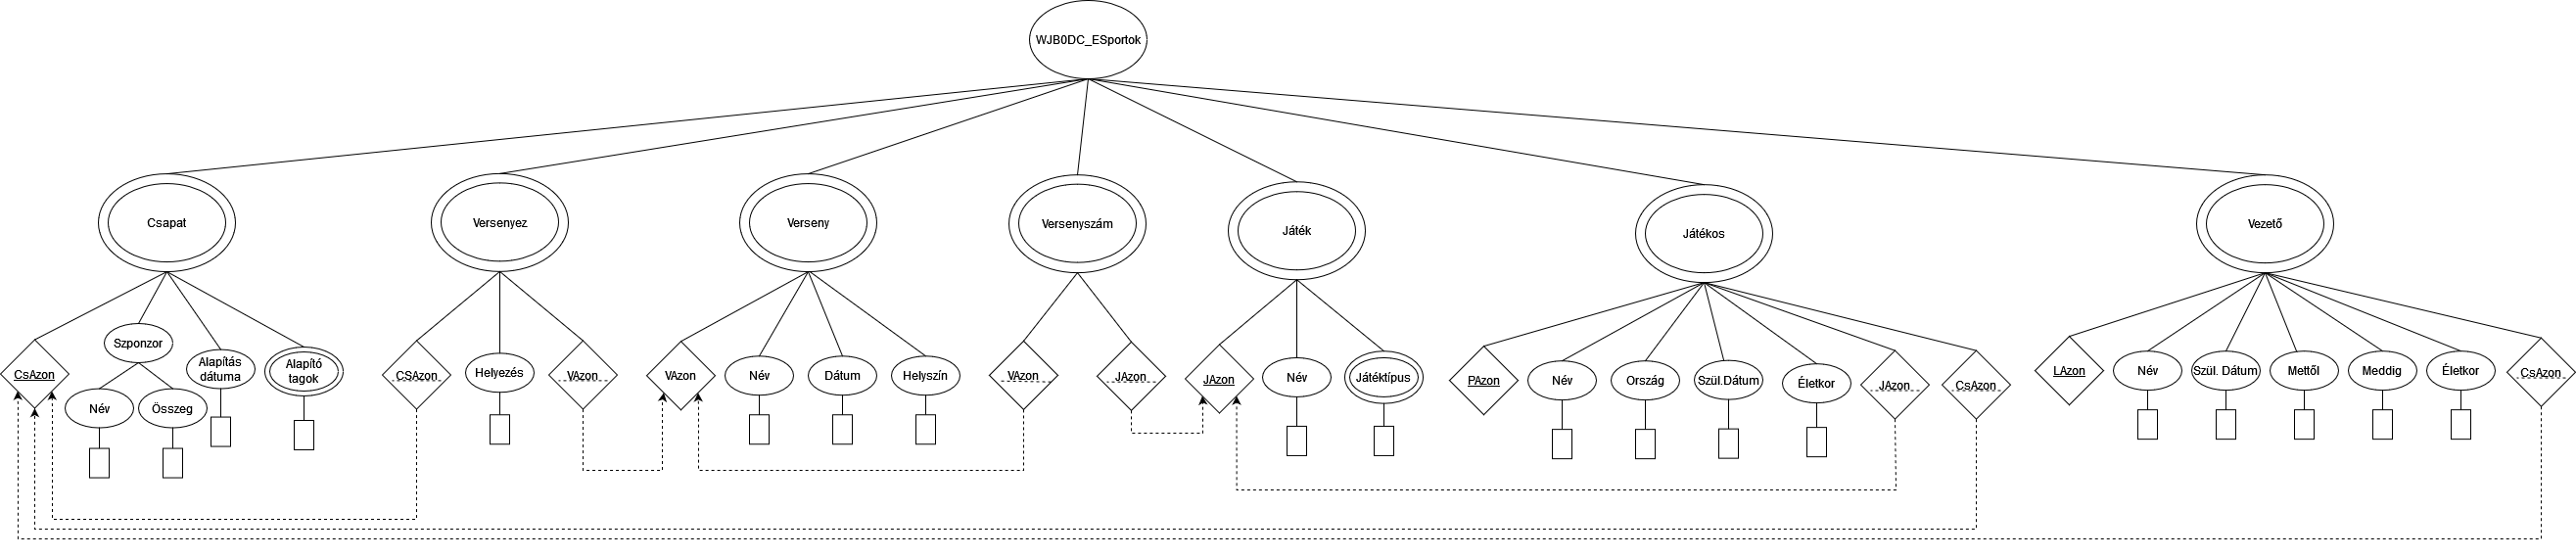 WJB0DC_ESportok
Csapat
Versenyez
Verseny
Versenyszám
Játék
Játékos
Vezető
CsAzon
Szponzor
Név
Összeg
Alapítás
dátuma
Alapító
tagok
CSAzon
Helyezés
VAzon
VAzon
Név
Dátum
Helyszín
VAzon
JAzon
JAzon
Név
Játéktípus
PAzon
Név
Ország
Szül.Dátum
Életkor
JAzon
CsAzon
LAzon
Név
Szül. Dátum
Mettől
Meddig
Életkor
CsAzon